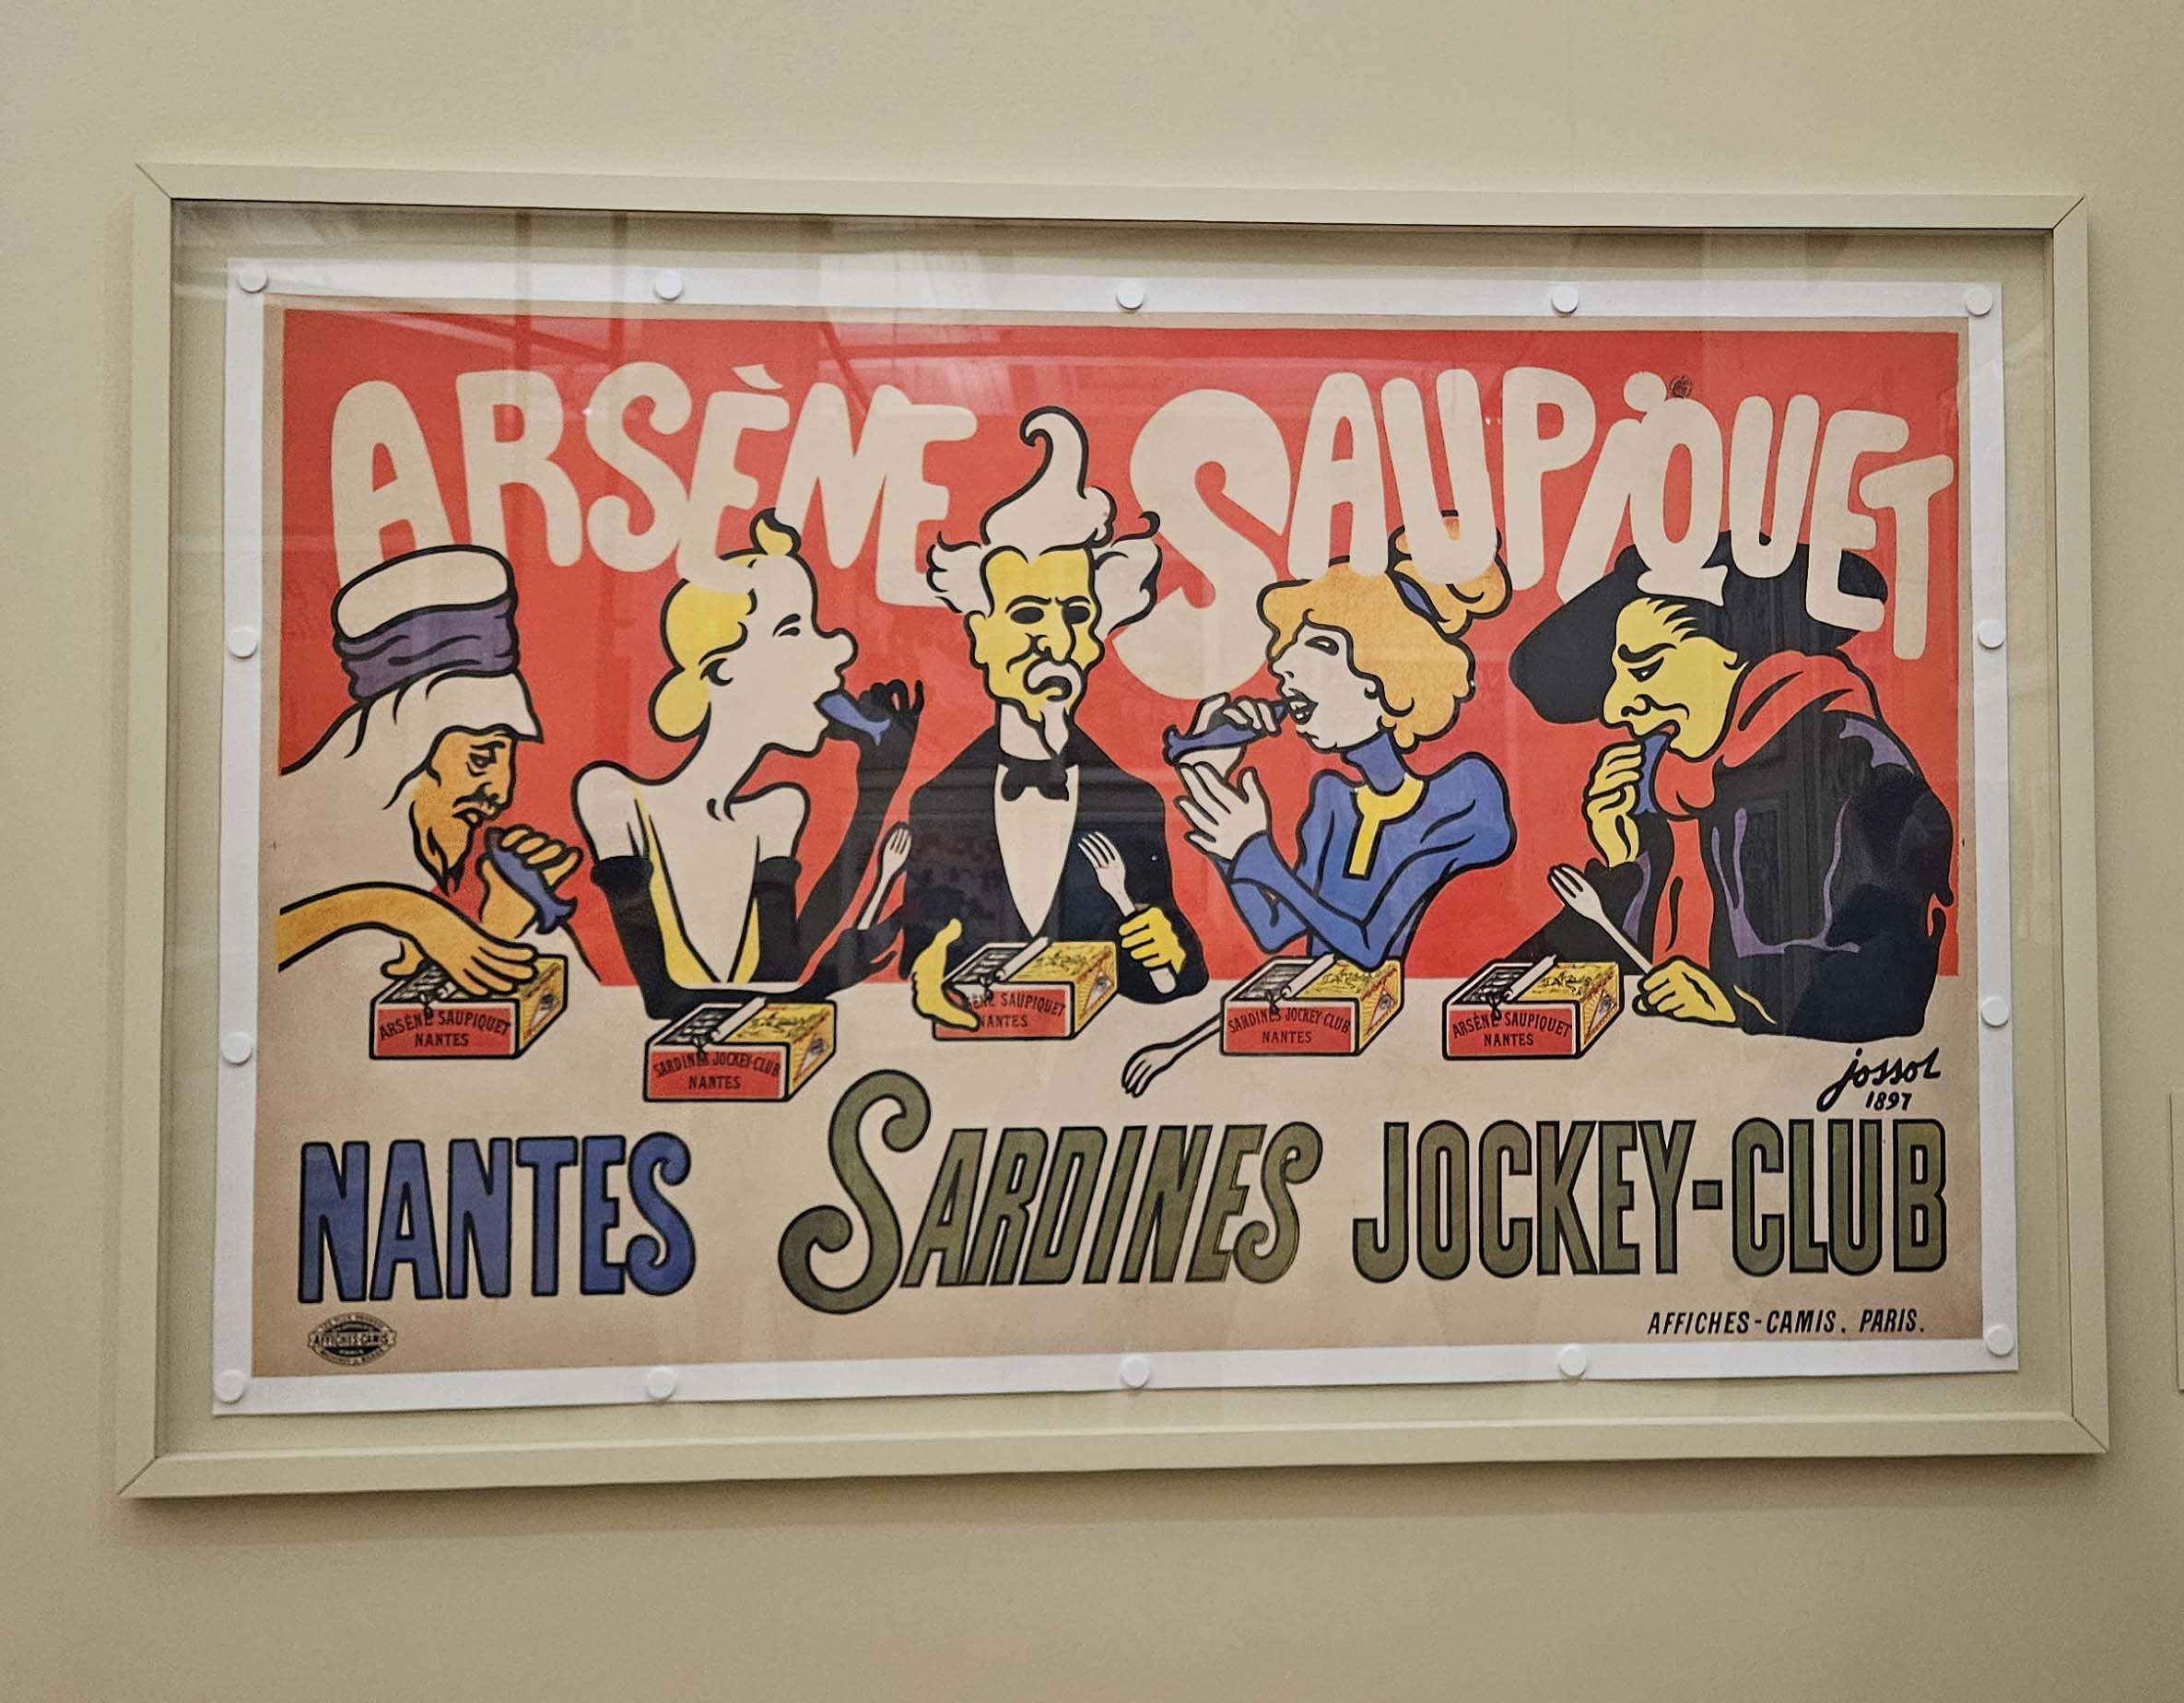 ARSÈNE SAUPIQUET
ARSÈNE SAUPIQUET
NANTES
SARDINES JOCKEY-CLUB
NANTES
ÈNE SAUPIQUET
NANTES
SARDINES JOCKEY-CLUB
NANTES
ARSÈNE SAUPIQUET
NANTES
jossot
1897
NANTES SARDINES JOCKEY-CLUB
AFFICHES-CAMIS
AFFICHES-CAMIS. PARIS.